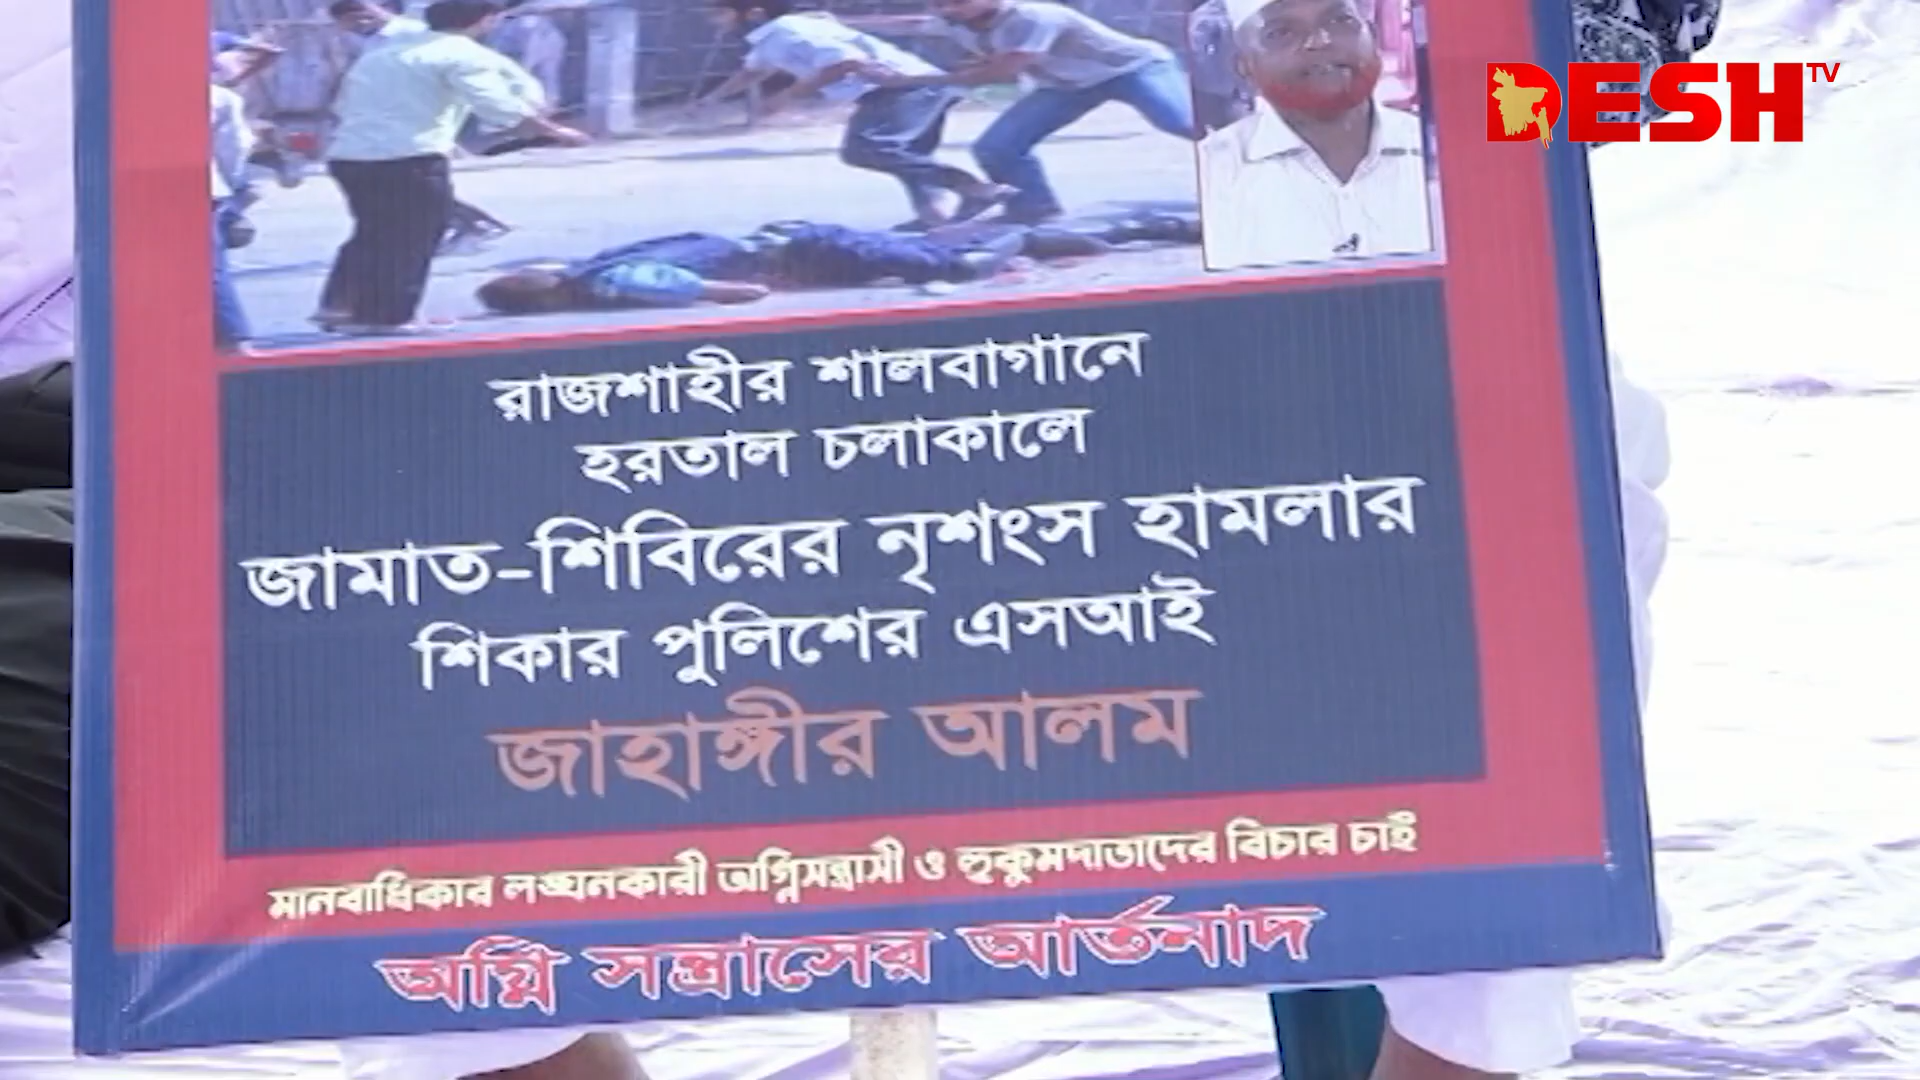 DESH TV
রাজশাহীর শালবাগানে
হরতাল চলাকালে
জামাত-শিবিরের নৃশংস হামলার
শিকার পুলিশের এসআই
জাহাঙ্গীর আলম
মানবাধিকার লঙ্ঘনকারী অগ্নিসন্ত্রাসী ও হুকুমদাতাদের বিচার চাই
অগ্নি সন্ত্রাসের আর্তনাদ